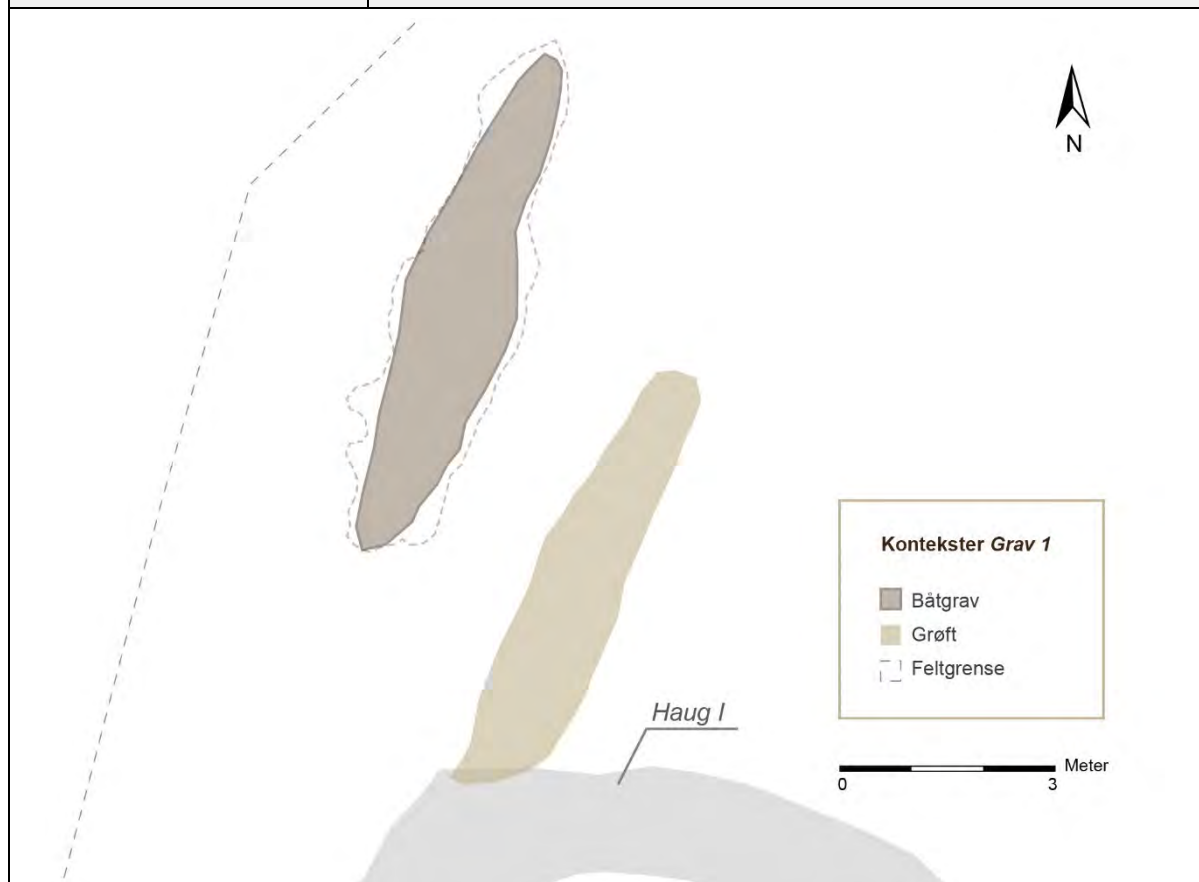 N
Haug I
Kontekster Grav 1
Båtgrav
Grøft
Feltgrense
Meter
0 3